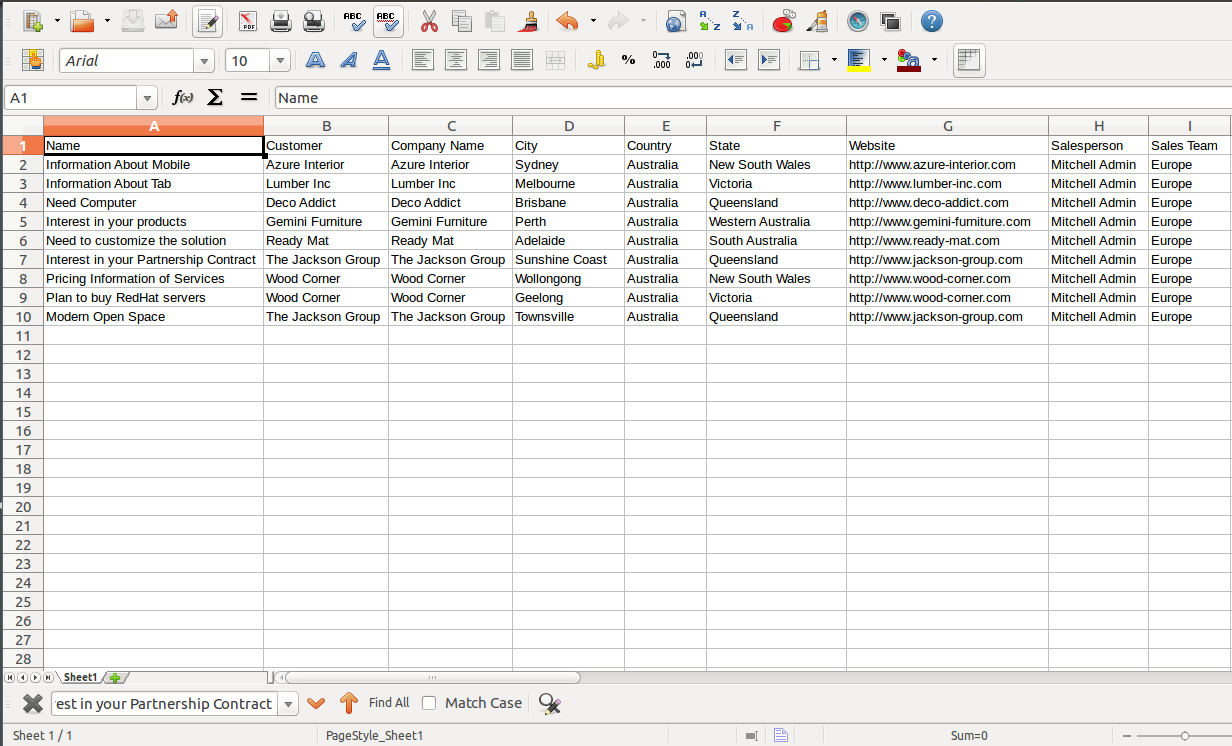 PDF ABC ABC A Z Z A ?
Arial 10 A A A % .000 .000
A1 f(x) Σ = Name
A B C D E F G H I
1 Name Customer Company Name City Country State Website Salesperson Sales Team
2 Information About Mobile Azure Interior Azure Interior Sydney Australia New South Wales http://www.azure-interior.com Mitchell Admin Europe
3 Information About Tab Lumber Inc Lumber Inc Melbourne Australia Victoria http://www.lumber-inc.com Mitchell Admin Europe
4 Need Computer Deco Addict Deco Addict Brisbane Australia Queensland http://www.deco-addict.com Mitchell Admin Europe
5 Interest in your products Gemini Furniture Gemini Furniture Perth Australia Western Australia http://www.gemini-furniture.com Mitchell Admin Europe
6 Need to customize the solution Ready Mat Ready Mat Adelaide Australia South Australia http://www.ready-mat.com Mitchell Admin Europe
7 Interest in your Partnership Contract The Jackson Group The Jackson Group Sunshine Coast Australia Queensland http://www.jackson-group.com Mitchell Admin Europe
8 Pricing Information of Services Wood Corner Wood Corner Wollongong Australia New South Wales http://www.wood-corner.com Mitchell Admin Europe
9 Plan to buy RedHat servers Wood Corner Wood Corner Geelong Australia Victoria http://www.wood-corner.com Mitchell Admin Europe
10 Modern Open Space The Jackson Group The Jackson Group Townsville Australia Queensland http://www.jackson-group.com Mitchell Admin Europe
11
12
13
14
15
16
17
18
19
20
21
22
23
24
25
26
27
28
Sheet1
est in your Partnership Contract Find All Match Case
Sheet 1 / 1 PageStyle_Sheet1 Sum=0